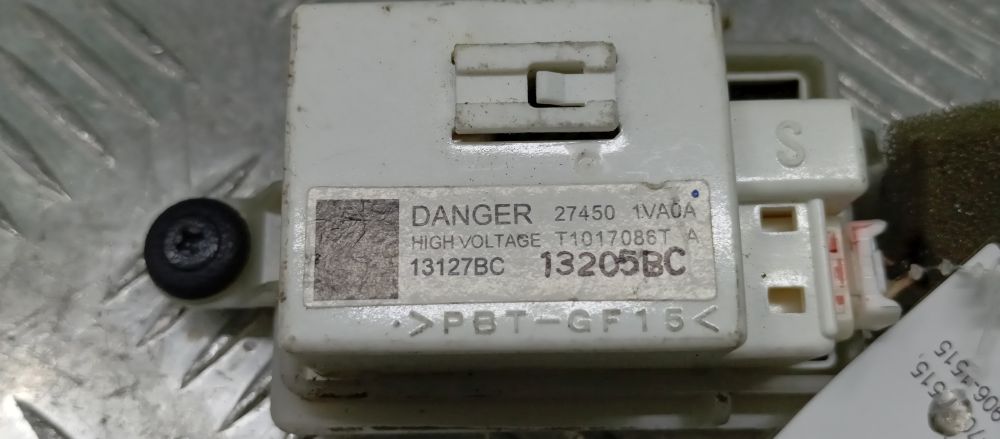 S
DANGER 27450 1VA0A
HIGH VOLTAGE T1017086T A
13127BC 13205BC
>PBT-GF15<